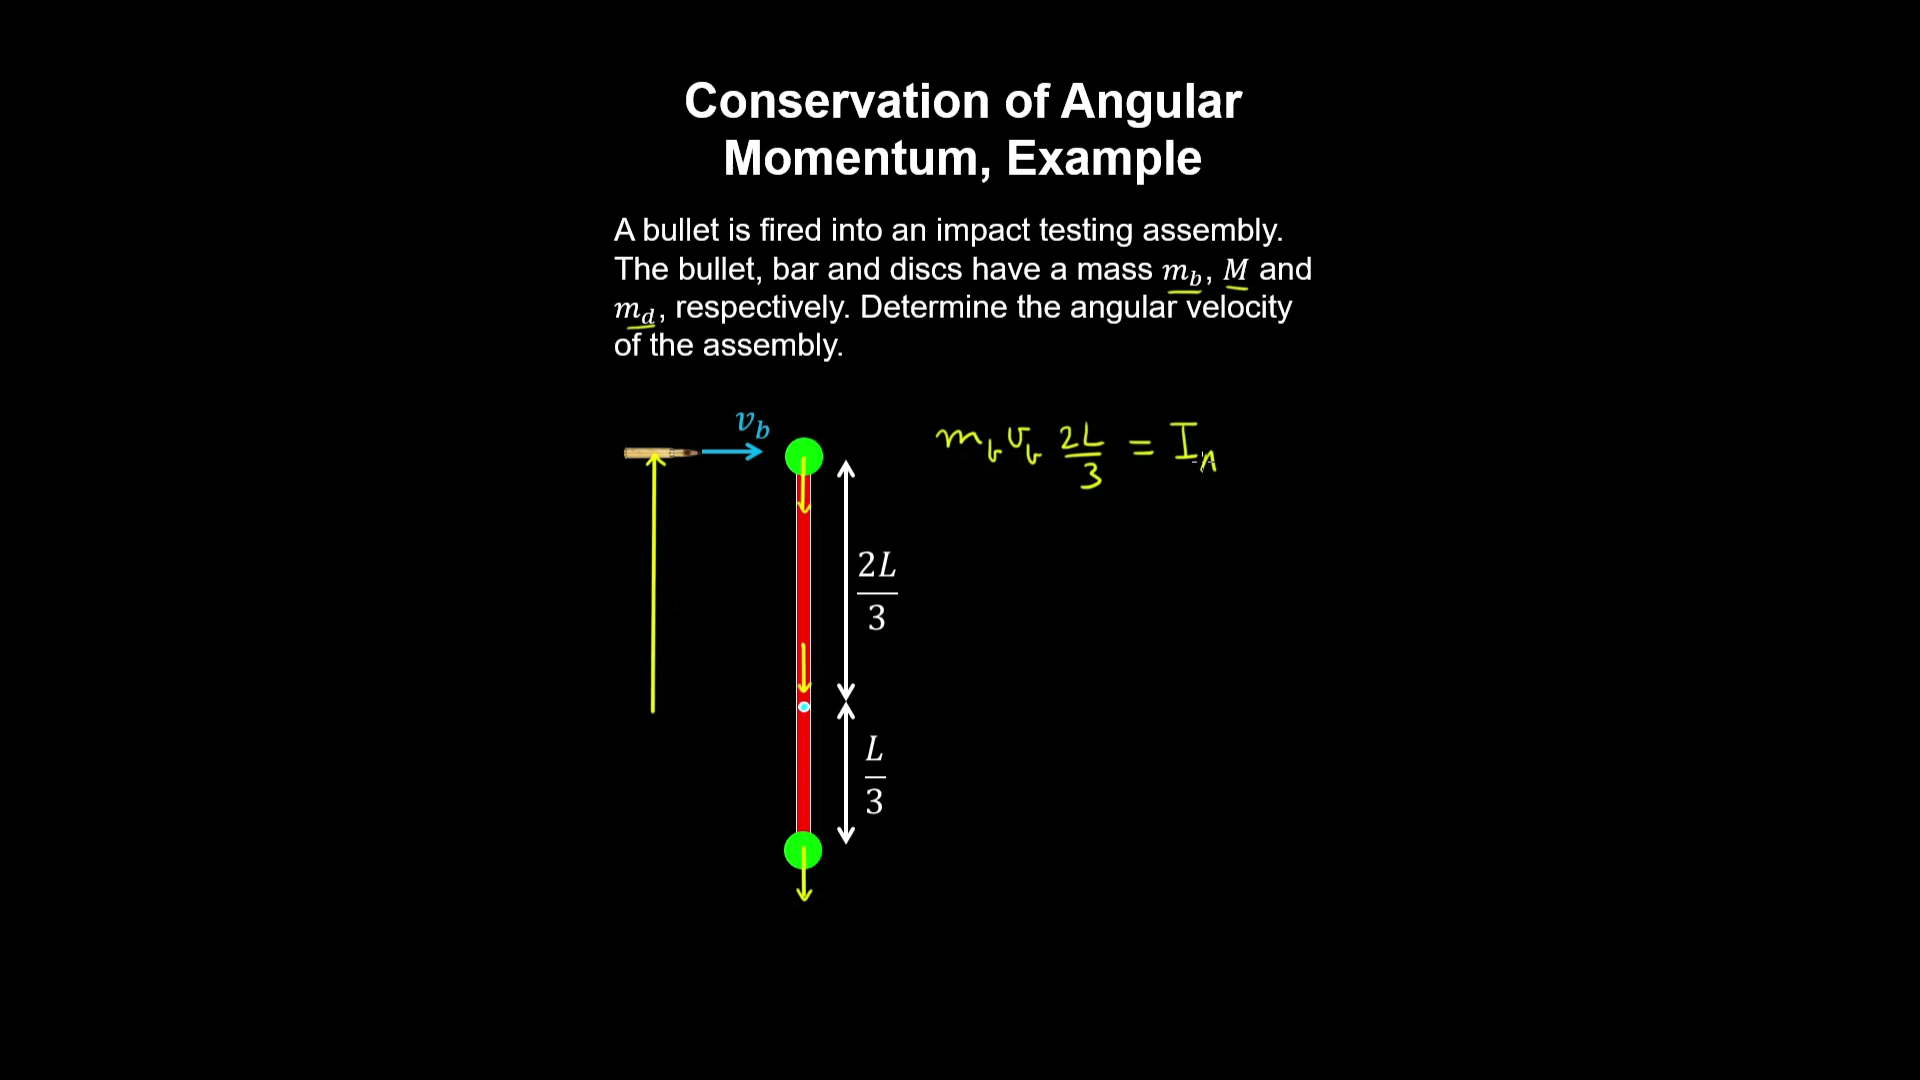 Conservation of Angular
Momentum, Example
A bullet is fired into an impact testing assembly.
The bullet, bar and discs have a mass m_b, M and
m_d, respectively. Determine the angular velocity
of the assembly.
v_b
m_b v_b 2L/3 = I_A
2L/3
L/3